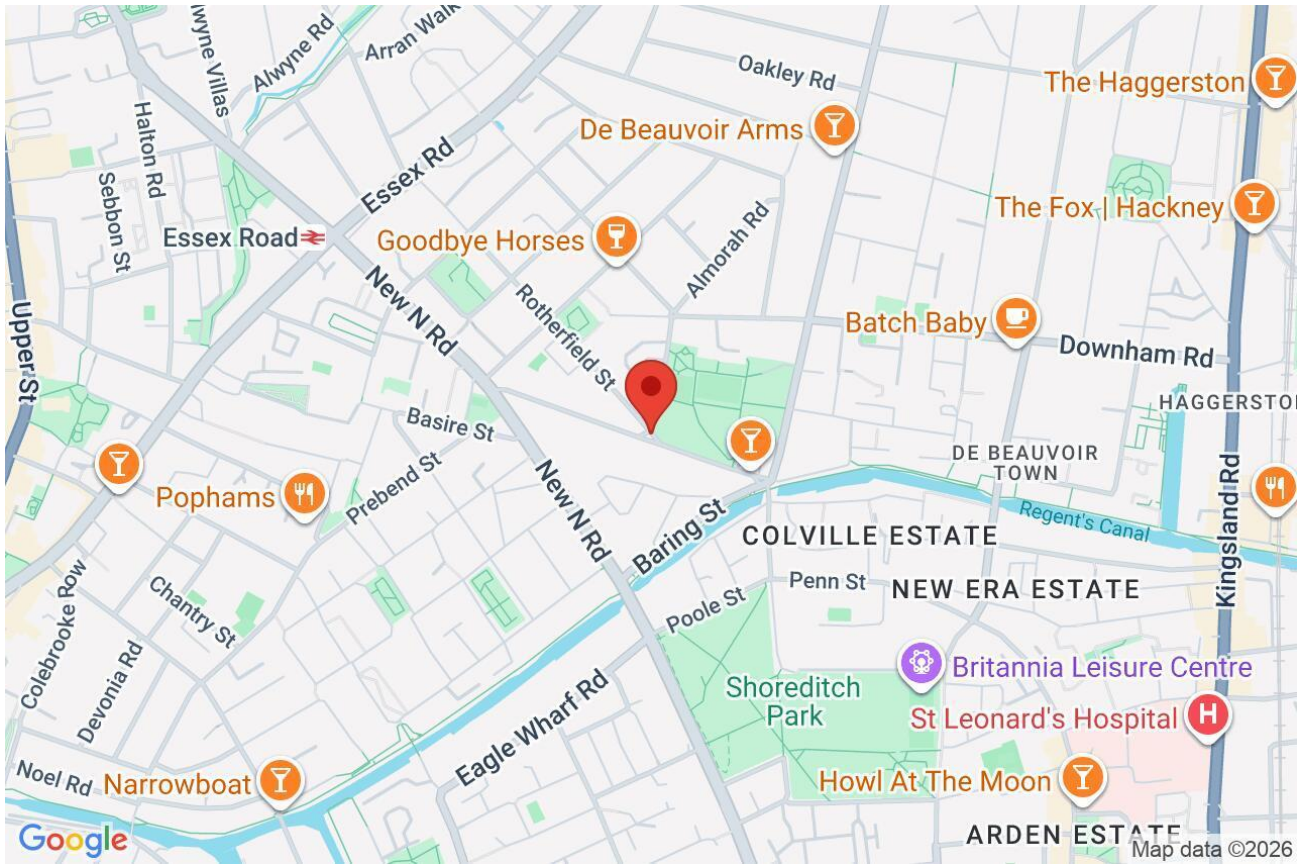 lwyne Villas
Alwyne Rd
Arran Walk
Oakley Rd
The Haggerston
De Beauvoir Arms
Halton Rd
Essex Rd
Sebbon St
The Fox | Hackney
Essex Road
Goodbye Horses
Almorah Rd
New N Rd
Rotherfield St
Upper St
Batch Baby
Downham Rd
HAGGERSTO
Basire St
DE BEAUVOIR
TOWN
Prebend St
Pophams
New N Rd
Baring St
Regent's Canal
Kingsland Rd
COLVILLE ESTATE
Penn St
NEW ERA ESTATE
Chantry St
Poole St
Colebrooke Row
Devonia Rd
Britannia Leisure Centre
Shoreditch
Park
St Leonard's Hospital
H
Eagle Wharf Rd
Noel Rd
Narrowboat
Howl At The Moon
ARDEN ESTATE
Google
Map data ©2026